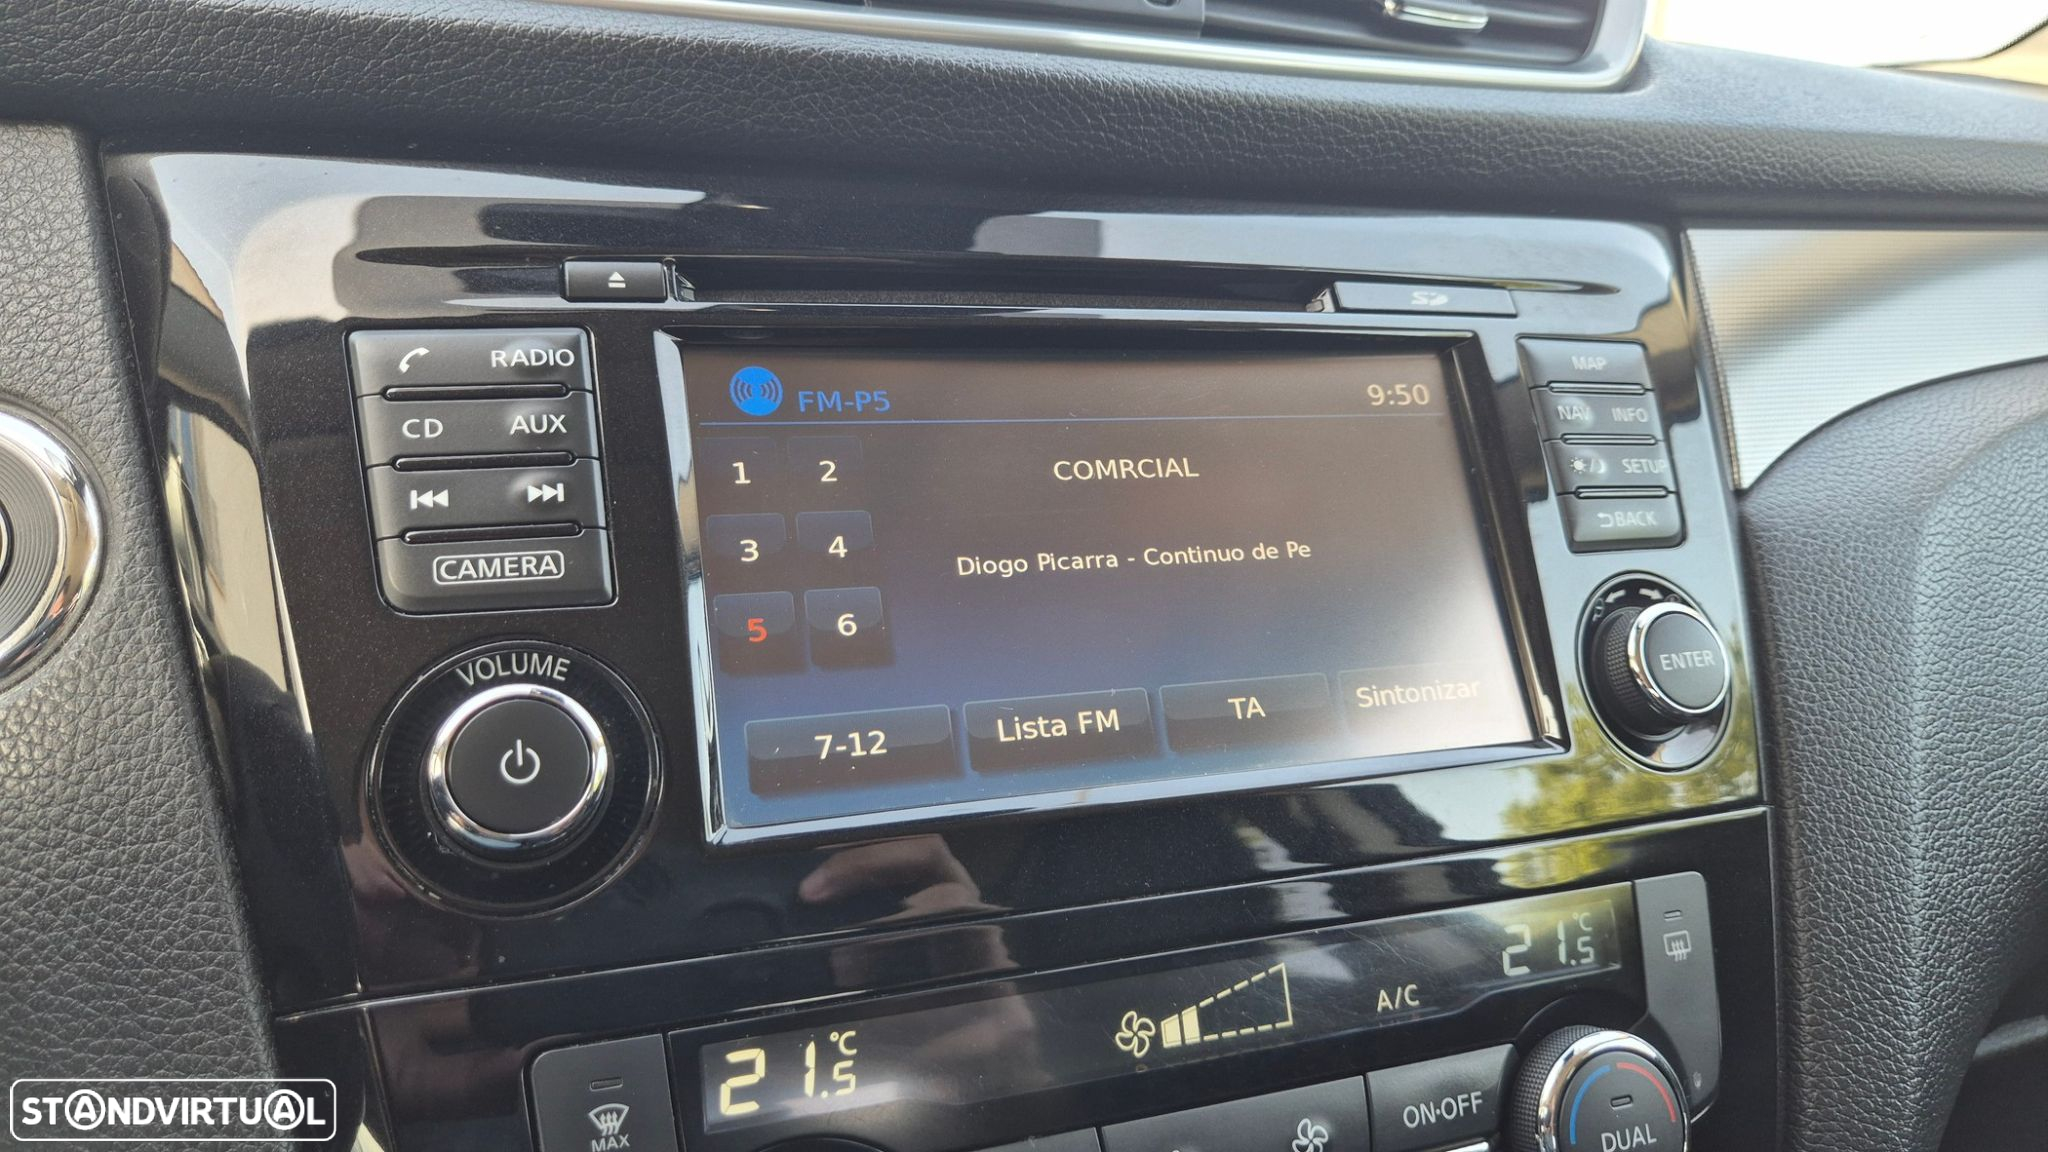 RADIO
CD AUX
CAMERA
VOLUME
FM-P5 9:50
1 2
3 4
5 6
COMRCIAL
Diogo Picarra - Continuo de Pe
7-12 Lista FM TA Sintonizar
MAP
NAV INFO
SETUP
BACK
ENTER
21.5°C A/C 21.5°C
MAX
ON·OFF
DUAL
STANDVIRTUAL